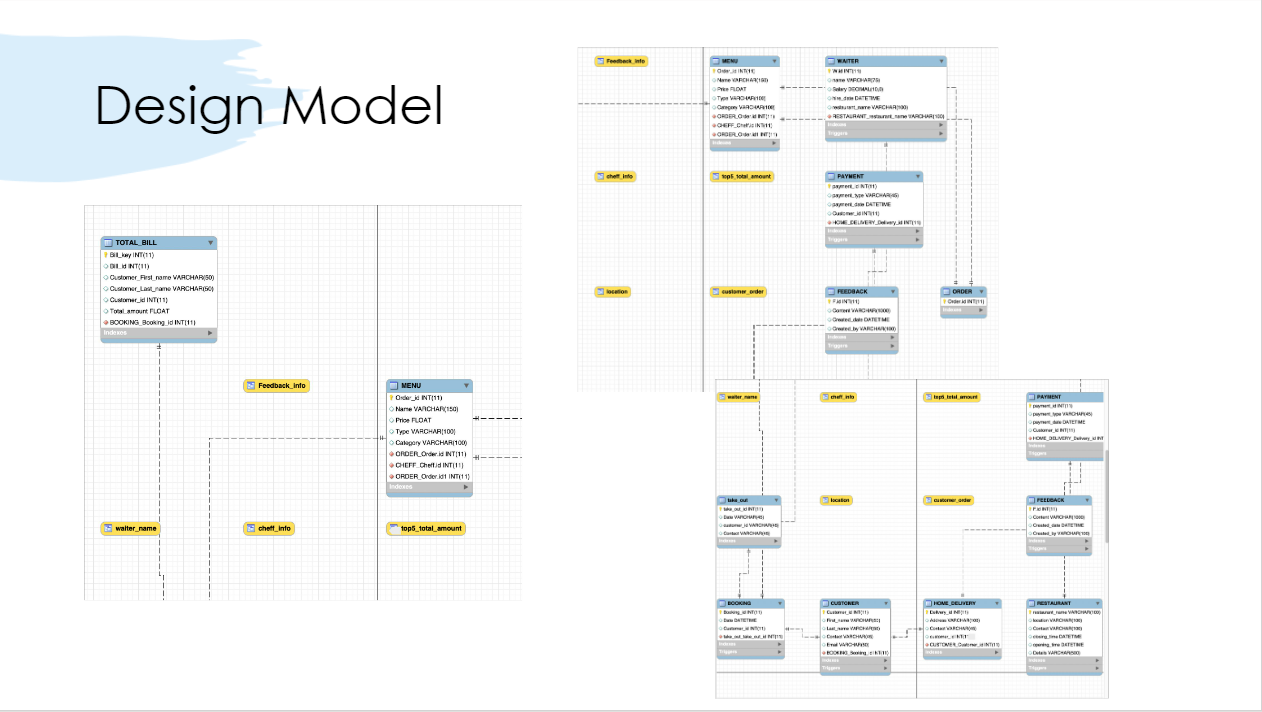 Design Model
TOTAL_BILL
Bill_key INT(11)
Bill_id INT(11)
Customer_First_name VARCHAR(50)
Customer_Last_name VARCHAR(50)
Customer_id INT(11)
Total_amount FLOAT
BOOKING_Booking_id INT(11)
Indexes
Feedback_info
MENU
Order_id INT(11)
Name VARCHAR(150)
Price FLOAT
Type VARCHAR(100)
Category VARCHAR(100)
ORDER_Order.id INT(11)
CHEFF_Cheff.id INT(11)
ORDER_Order.id1 INT(11)
Indexes
waiter_name
cheff_info
top5_total_amount
Feedback_info
MENU
Order_id INT(11)
Name VARCHAR(150)
Price FLOAT
Type VARCHAR(100)
Category VARCHAR(100)
ORDER_Order.id INT(11)
CHEFF_Cheff.id INT(11)
ORDER_Order.id1 INT(11)
Indexes
WAITER
W.id INT(11)
name VARCHAR(75)
Salary
hire_date DATETIME
restaurant_name VARCHAR(100)
RESTAURANT_restaurant_name VARCHAR(100)
Indexes
Triggers
cheff_info
top5_total_amount
PAYMENT
payment_id INT(11)
payment_type VARCHAR(45)
payment_date DATETIME
Customer_id INT(11)
HOME_DELIVERY_Delivery_id INT(11)
Indexes
Triggers
location
customer_order
FEEDBACK
F.id INT(11)
Content VARCHAR(1000)
Created_date DATETIME
Created_by VARCHAR(100)
Indexes
Triggers
ORDER
Order.id INT(11)
Indexes
waiter_name
cheff_info
top5_total_amount
PAYMENT
payment_id INT(11)
payment_type VARCHAR(45)
payment_date DATETIME
Customer_id INT(11)
HOME_DELIVERY_Delivery_id INT
Indexes
Triggers
take_out
take_out_id INT(11)
Date VARCHAR(45)
customer_id VARCHAR(45)
Contact VARCHAR(45)
Indexes
location
customer_order
FEEDBACK
F.id INT(11)
Content VARCHAR(1000)
Created_date DATETIME
Created_by VARCHAR(100)
Indexes
Triggers
BOOKING
Booking_id INT(11)
Date DATETIME
Customer_id INT(11)
take_out_take_out_id INT(11)
Indexes
Triggers
CUSTOMER
Customer_id INT(11)
First_name VARCHAR(50)
Last_name VARCHAR(50)
Contact VARCHAR(45)
Email VARCHAR(50)
BOOKING_Booking_id INT(11)
Indexes
Triggers
HOME_DELIVERY
Delivery_id INT(11)
Address VARCHAR(100)
Contact VARCHAR(45)
customer_id INT(11)
CUSTOMER_Customer_id INT(11)
Indexes
RESTAURANT
restaurant_name VARCHAR(100)
location VARCHAR(100)
Contact VARCHAR(100)
closing_time DATETIME
opening_time DATETIME
Details VARCHAR(500)
Indexes
Triggers